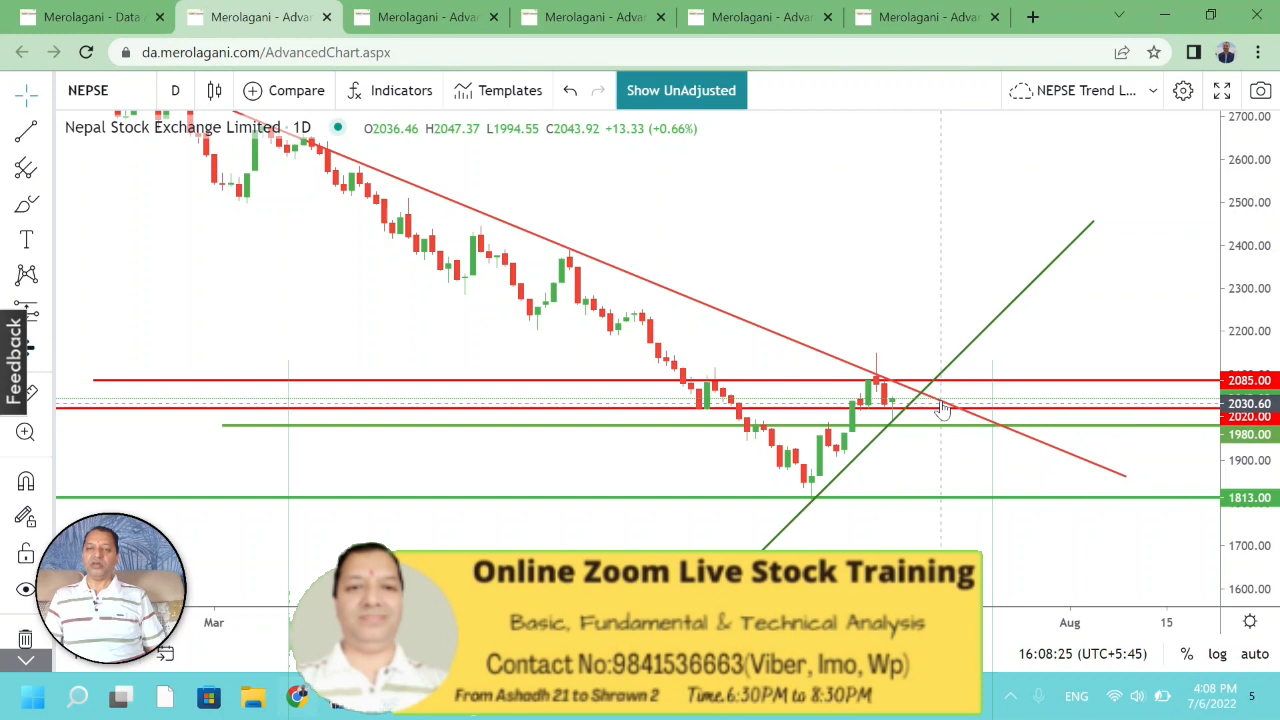 Merolagani - Data A
Merolagani - Advan
Merolagani - Advar
Merolagani - Advar
Merolagani - Advar
Merolagani - Advar
da.merolagani.com/AdvancedChart.aspx
NEPSE
D
Compare
Indicators
Templates
Show UnAdjusted
NEPSE Trend L...
Nepal Stock Exchange Limited · 1D
O2036.46 H2047.37 L1994.55 C2043.92 +13.33 (+0.66%)
2700.00
2600.00
2500.00
2400.00
2300.00
2200.00
2085.00
2030.60
2020.00
1980.00
1900.00
1813.00
1700.00
1600.00
Feedback
Mar
Aug
15
16:08:25 (UTC+5:45)
%
log
auto
Online Zoom Live Stock Training
Basic, Fundamental & Technical Analysis
Contact No:9841536663(Viber, Imo, Wp)
From Ashadh 21 to Shrawn 2 Time.6:30PM to 8:30PM
ENG
4:08 PM
7/6/2022
5